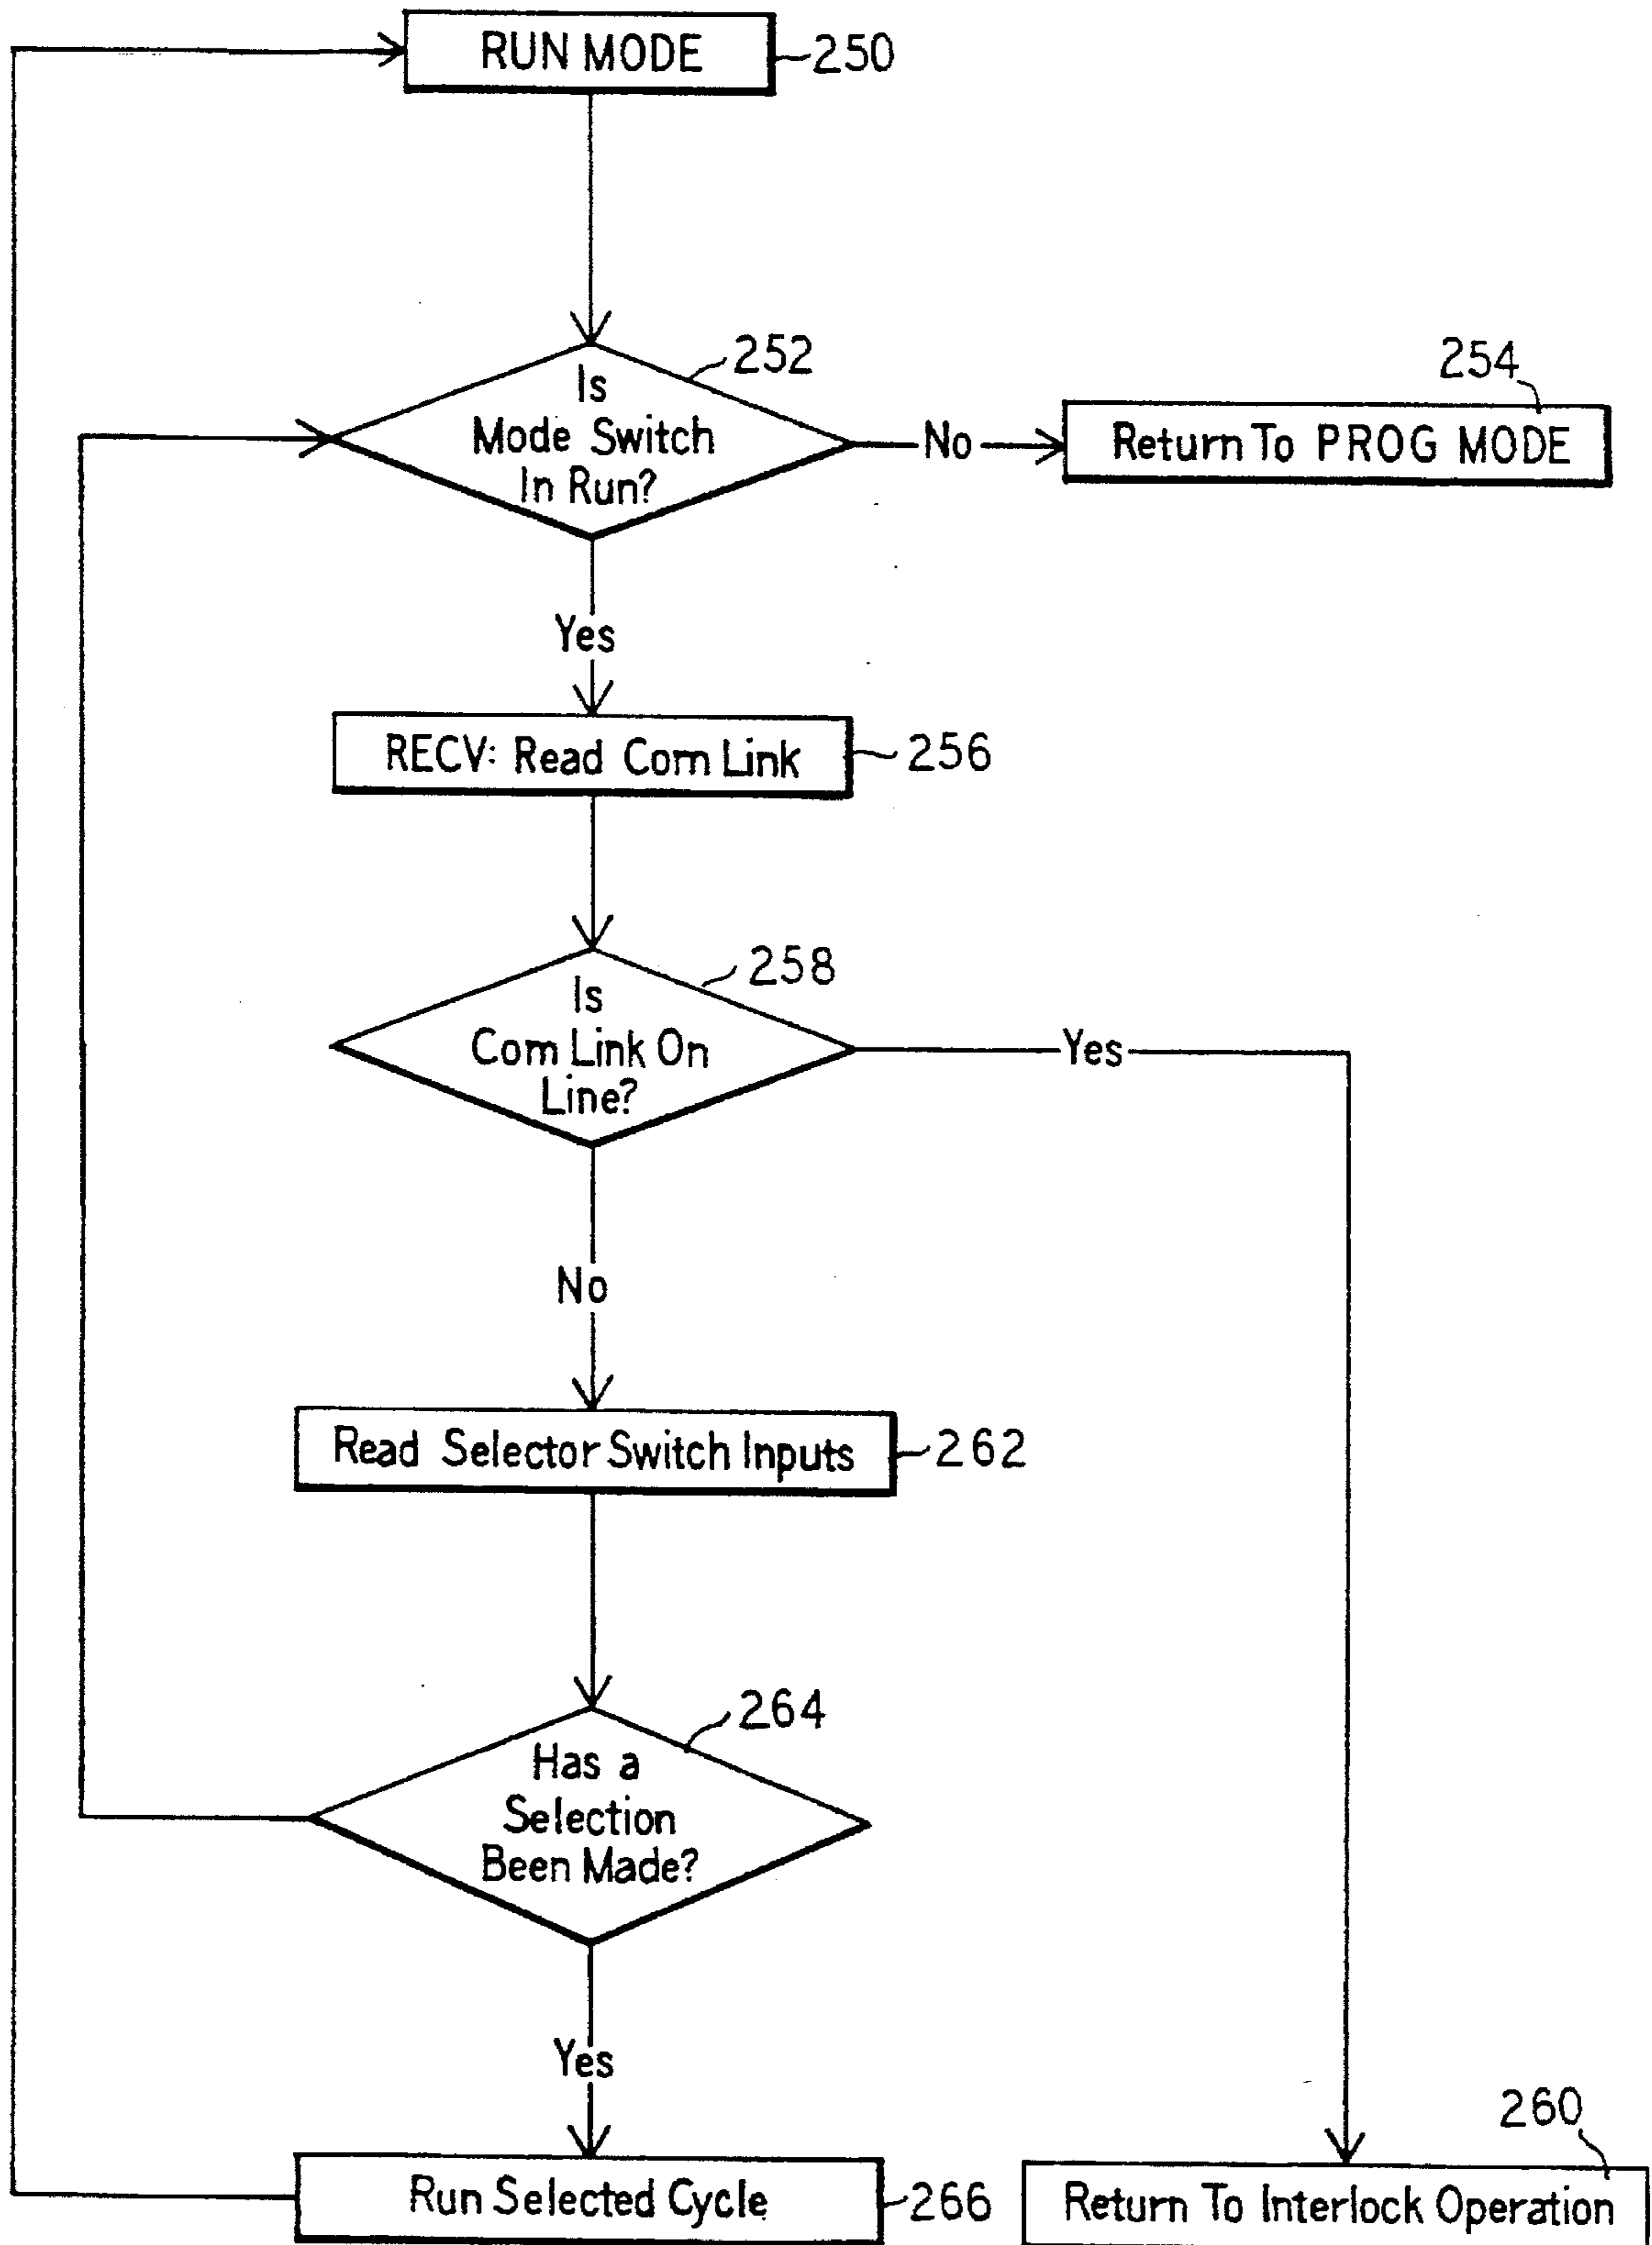 RUN MODE
250
252
Is
Mode Switch
In Run?
No
254
Return To PROG MODE
Yes
RECV: Read Com Link
256
258
Is
Com Link On
Line?
Yes
No
Read Selector Switch Inputs
262
264
Has a
Selection
Been Made?
Yes
260
Run Selected Cycle
266
Return To Interlock Operation